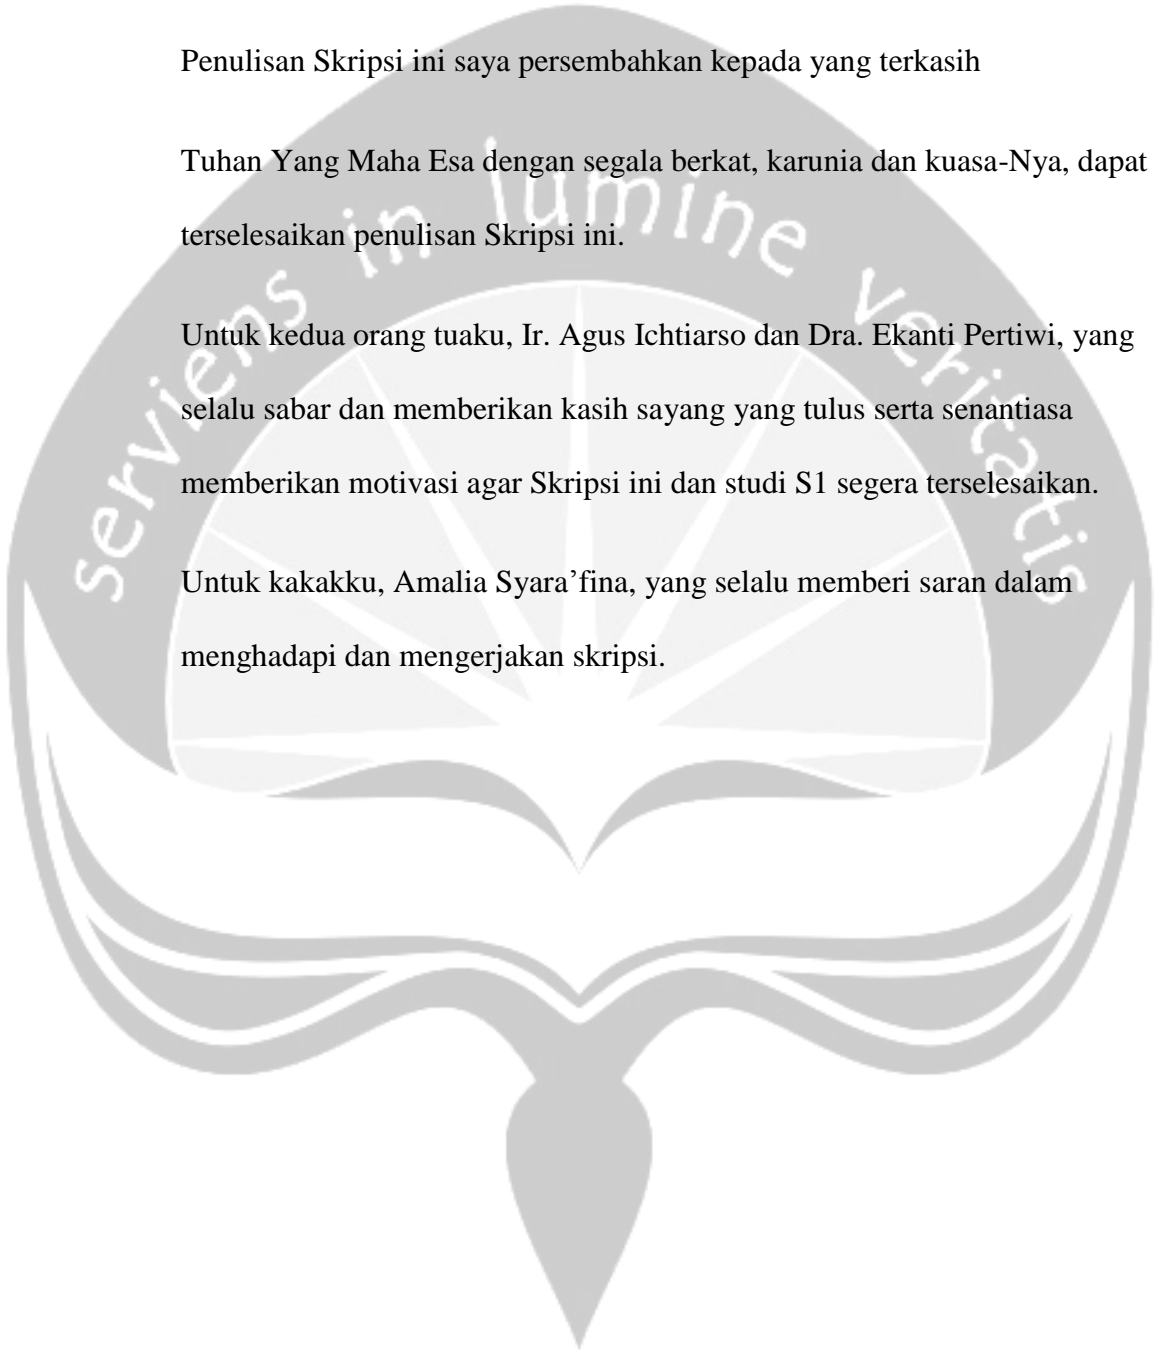 Penulisan Skripsi ini saya persembahkan kepada yang terkasih
Tuhan Yang Maha Esa dengan segala berkat, karunia dan kuasa-Nya, dapat
terselesaikan penulisan Skripsi ini.
Untuk kedua orang tuaku, Ir. Agus Ichtiarso dan Dra. Ekanti Pertiwi, yang
selalu sabar dan memberikan kasih sayang yang tulus serta senantiasa
memberikan motivasi agar Skripsi ini dan studi S1 segera terselesaikan.
Untuk kakakku, Amalia Syara’fina, yang selalu memberi saran dalam
menghadapi dan mengerjakan skripsi.
serviens in lumine veritatis